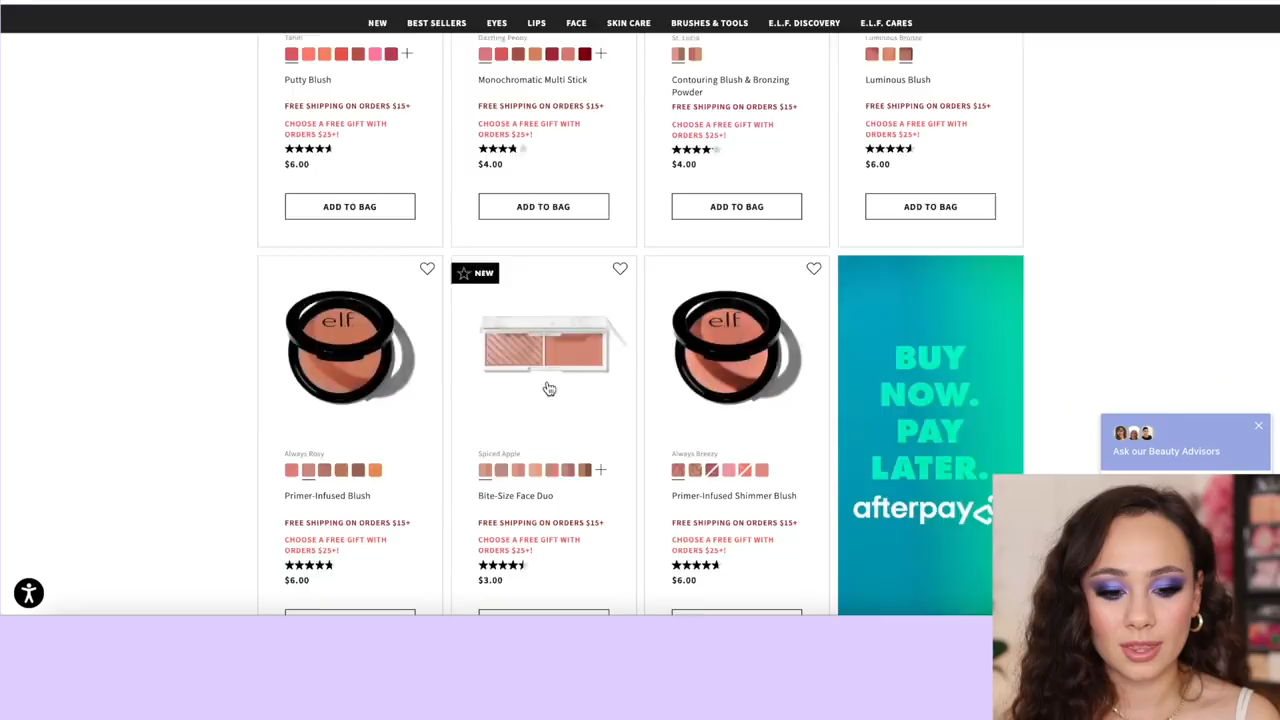 NEW BEST SELLERS EYES LIPS FACE SKIN CARE BRUSHES & TOOLS E.L.F. DISCOVERY E.L.F. CARES
Tahiti
Dazzling Peony
St. Lucia
Luminous Bronze
Putty Blush
Monochromatic Multi Stick
Contouring Blush & Bronzing
Powder
Luminous Blush
FREE SHIPPING ON ORDERS $15+
FREE SHIPPING ON ORDERS $15+
FREE SHIPPING ON ORDERS $15+
FREE SHIPPING ON ORDERS $15+
CHOOSE A FREE GIFT WITH
ORDERS $25+!
CHOOSE A FREE GIFT WITH
ORDERS $25+!
CHOOSE A FREE GIFT WITH
ORDERS $25+!
CHOOSE A FREE GIFT WITH
ORDERS $25+!
$6.00
$4.00
$4.00
$6.00
ADD TO BAG
ADD TO BAG
ADD TO BAG
ADD TO BAG
NEW
e.l.f.
e.l.f.
BUY
NOW.
PAY
LATER.
afterpay
Ask our Beauty Advisors
Always Rosy
Spiced Apple
Always Breezy
Primer-Infused Blush
Bite-Size Face Duo
Primer-Infused Shimmer Blush
FREE SHIPPING ON ORDERS $15+
FREE SHIPPING ON ORDERS $15+
FREE SHIPPING ON ORDERS $15+
CHOOSE A FREE GIFT WITH
ORDERS $25+!
CHOOSE A FREE GIFT WITH
ORDERS $25+!
CHOOSE A FREE GIFT WITH
ORDERS $25+!
$6.00
$3.00
$6.00